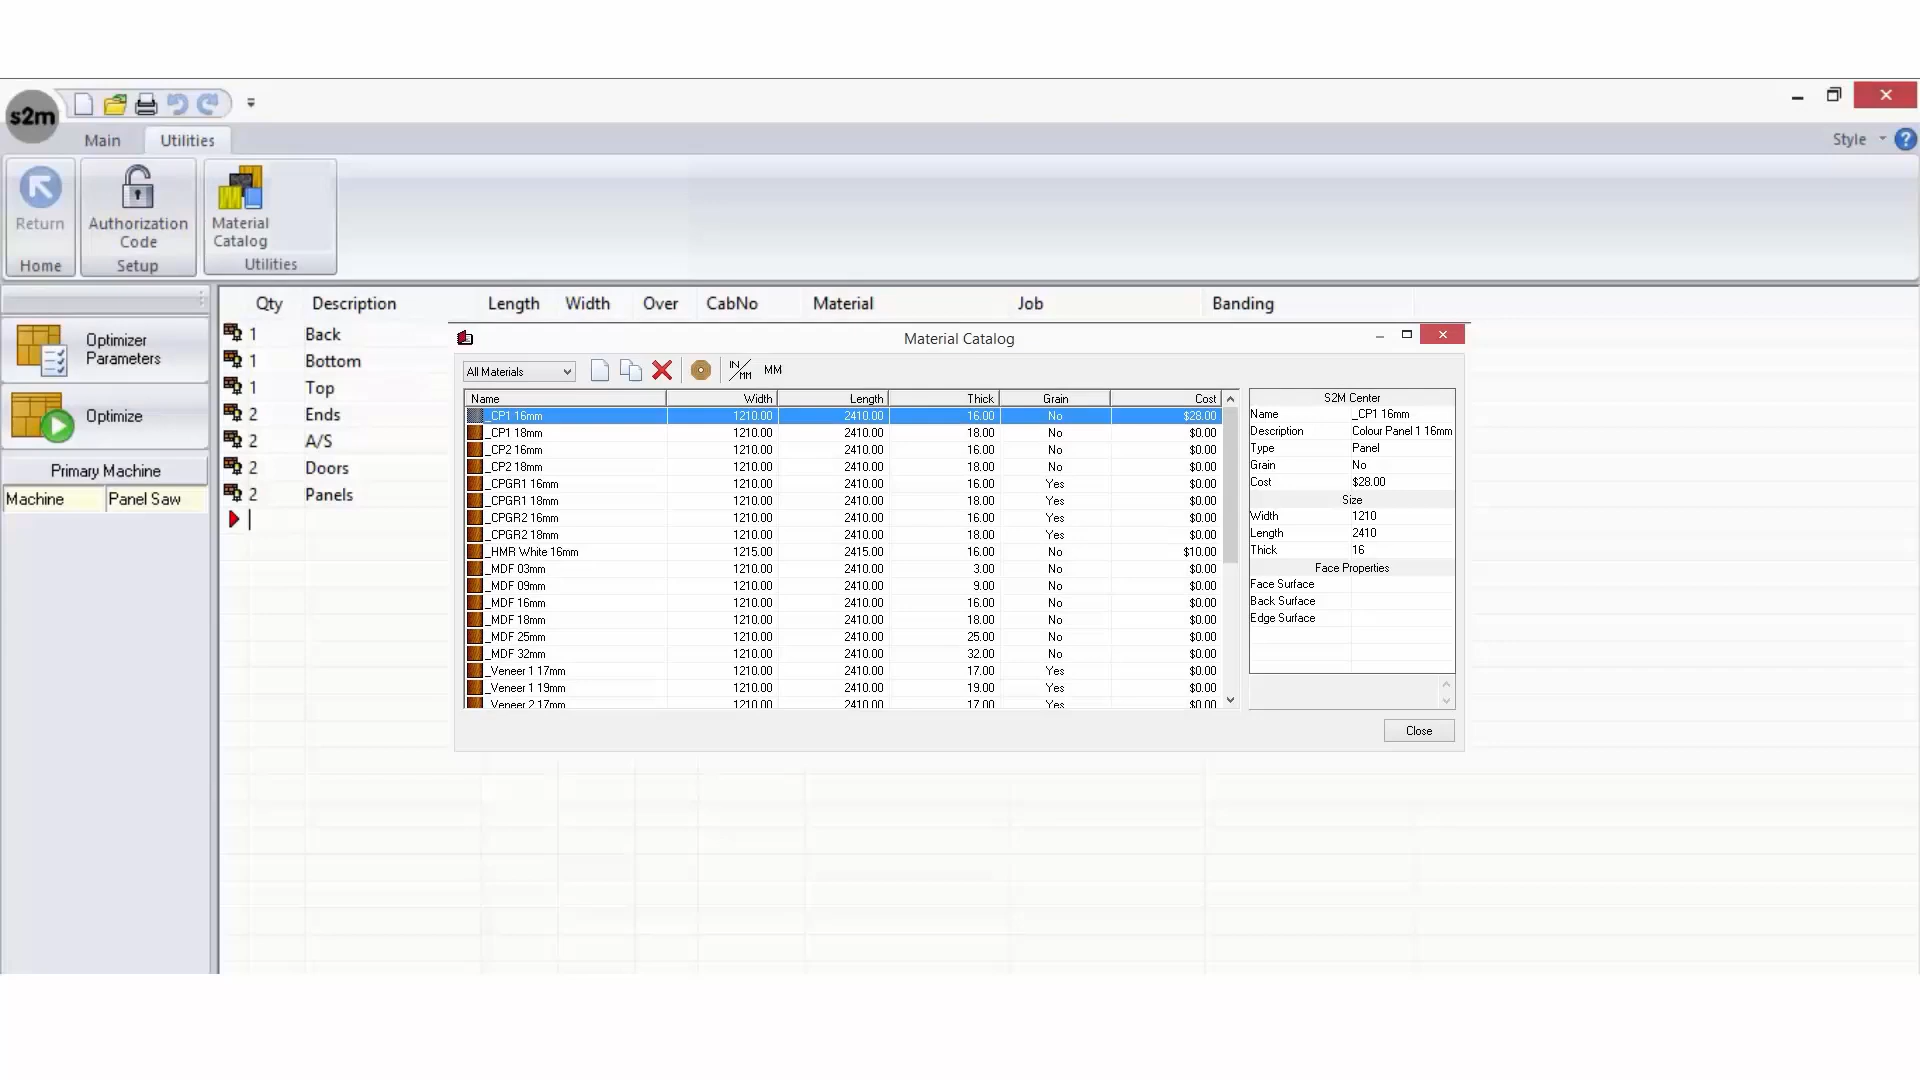 s2m
Main Utilities Style
Return
Authorization
Code
Material
Catalog
Home Setup Utilities
Qty Description Length Width Over CabNo Material Job Banding
Optimizer
Parameters
Optimize
Primary Machine
Machine Panel Saw
1 Back
1 Bottom
1 Top
2 Ends
2 A/S
2 Doors
2 Panels
Material Catalog
All Materials IN/MM MM
Name Width Length Thick Grain Cost
_CP1 16mm 1210.00 2410.00 16.00 No $28.00
_CP1 18mm 1210.00 2410.00 18.00 No $0.00
_CP2 16mm 1210.00 2410.00 16.00 No $0.00
_CP2 18mm 1210.00 2410.00 18.00 No $0.00
_CPGR1 16mm 1210.00 2410.00 16.00 Yes $0.00
_CPGR1 18mm 1210.00 2410.00 18.00 Yes $0.00
_CPGR2 16mm 1210.00 2410.00 16.00 Yes $0.00
_CPGR2 18mm 1210.00 2410.00 18.00 Yes $0.00
_HMR White 16mm 1215.00 2415.00 16.00 No $10.00
_MDF 03mm 1210.00 2410.00 3.00 No $0.00
_MDF 09mm 1210.00 2410.00 9.00 No $0.00
_MDF 16mm 1210.00 2410.00 16.00 No $0.00
_MDF 18mm 1210.00 2410.00 18.00 No $0.00
_MDF 25mm 1210.00 2410.00 25.00 No $0.00
_MDF 32mm 1210.00 2410.00 32.00 No $0.00
_Veneer 1 17mm 1210.00 2410.00 17.00 Yes $0.00
_Veneer 1 19mm 1210.00 2410.00 19.00 Yes $0.00
_Veneer 2 17mm 1210.00 2410.00 17.00 Yes $0.00
S2M Center
Name _CP1 16mm
Description Colour Panel 1 16mm
Type Panel
Grain No
Cost $28.00
Size
Width 1210
Length 2410
Thick 16
Face Properties
Face Surface
Back Surface
Edge Surface
Close